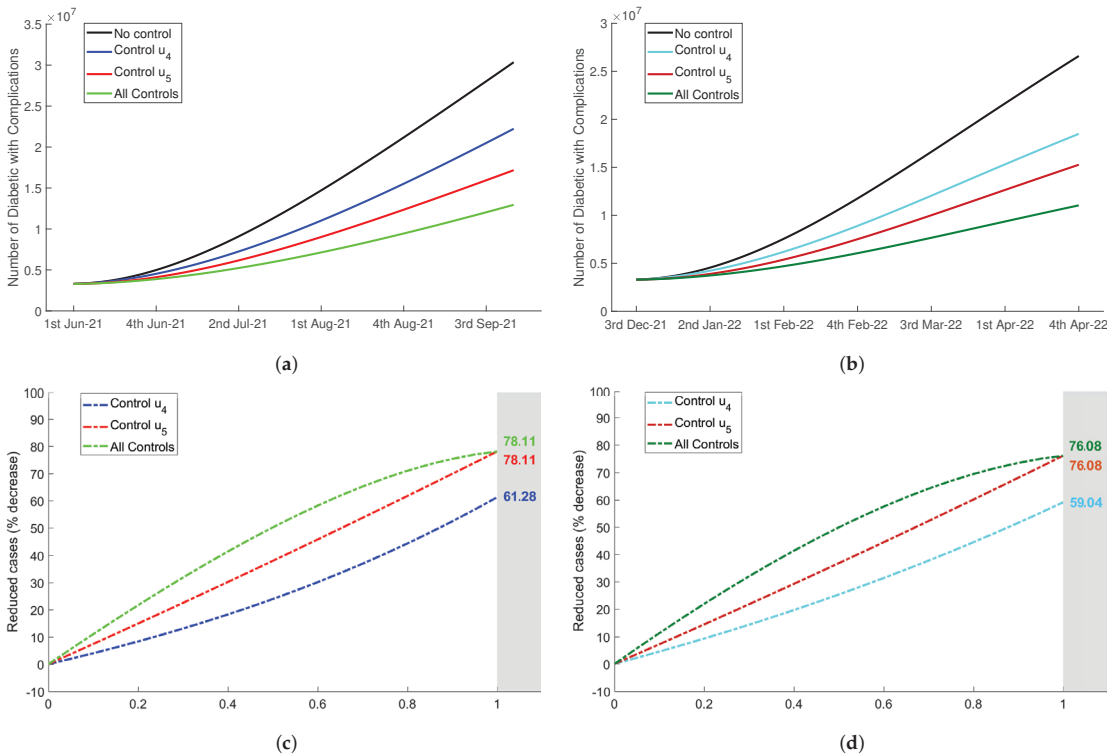 ×10⁷
3.5
3
2.5
2
1.5
1
0.5
0
Number of Diabetic with Complications
No control
Control u₄
Control u₅
All Controls
1st Jun-21 4th Jun-21 2nd Jul-21 1st Aug-21 4th Aug-21 3rd Sep-21
(a)
×10⁷
3
2.5
2
1.5
1
0.5
0
Number of Diabetic with Complications
No control
Control u₄
Control u₅
All Controls
3rd Dec-21 2nd Jan-22 1st Feb-22 4th Feb-22 3rd Mar-22 1st Apr-22 4th Apr-22
(b)
100
90
80
70
60
50
40
30
20
10
0
-10
Reduced cases (% decrease)
Control u₄
Control u₅
All Controls
78.11
78.11
61.28
0 0.2 0.4 0.6 0.8 1
(c)
100
90
80
70
60
50
40
30
20
10
0
-10
Reduced cases (% decrease)
Control u₄
Control u₅
All Controls
76.08
76.08
59.04
0 0.2 0.4 0.6 0.8 1
(d)